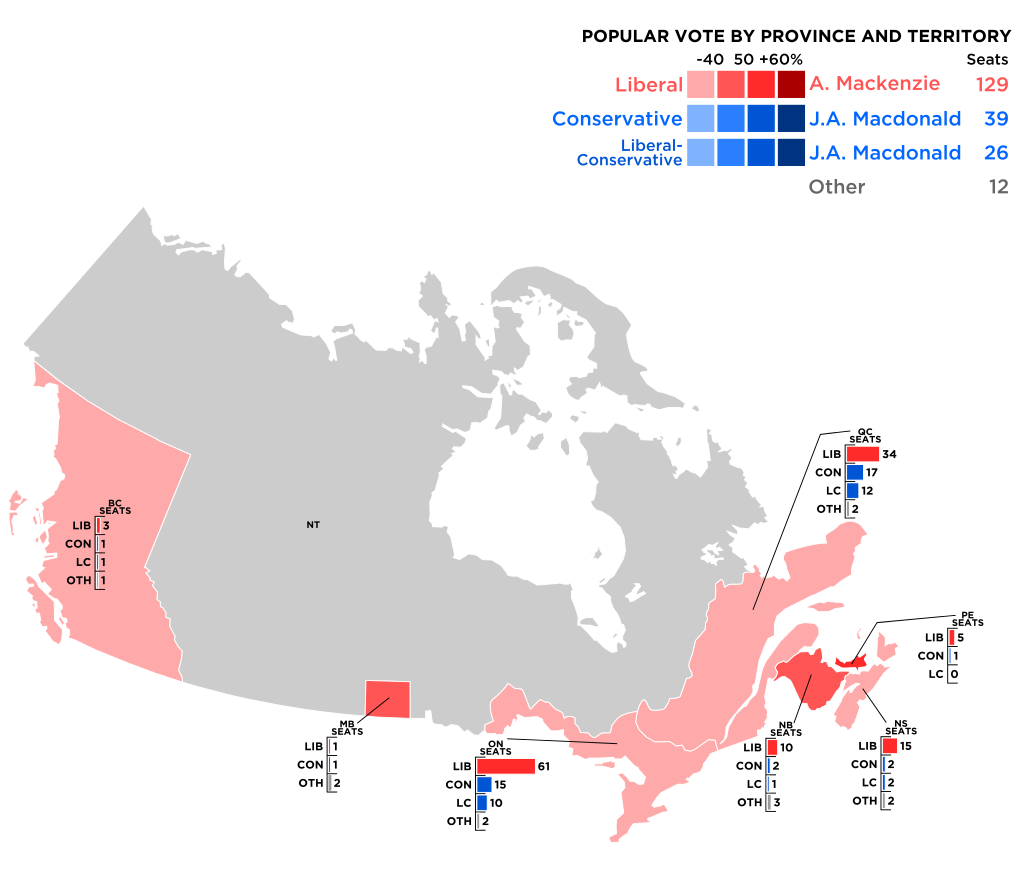 POPULAR VOTE BY PROVINCE AND TERRITORY
-40 50 +60% Seats
Liberal A. Mackenzie 129
Conservative J.A. Macdonald 39
Liberal-
Conservative J.A. Macdonald 26
Other 12
QC
SEATS
LIB 34
CON 17
LC 12
OTH 2
NT
BC
SEATS
LIB 3
CON 1
LC 1
OTH 1
PE
SEATS
LIB 5
CON 1
LC 0
MB
SEATS
LIB 1
CON 1
OTH 2
ON
SEATS
LIB 61
CON 15
LC 10
OTH 2
NB
SEATS
LIB 10
CON 2
LC 1
OTH 3
NS
SEATS
LIB 15
CON 2
LC 2
OTH 2